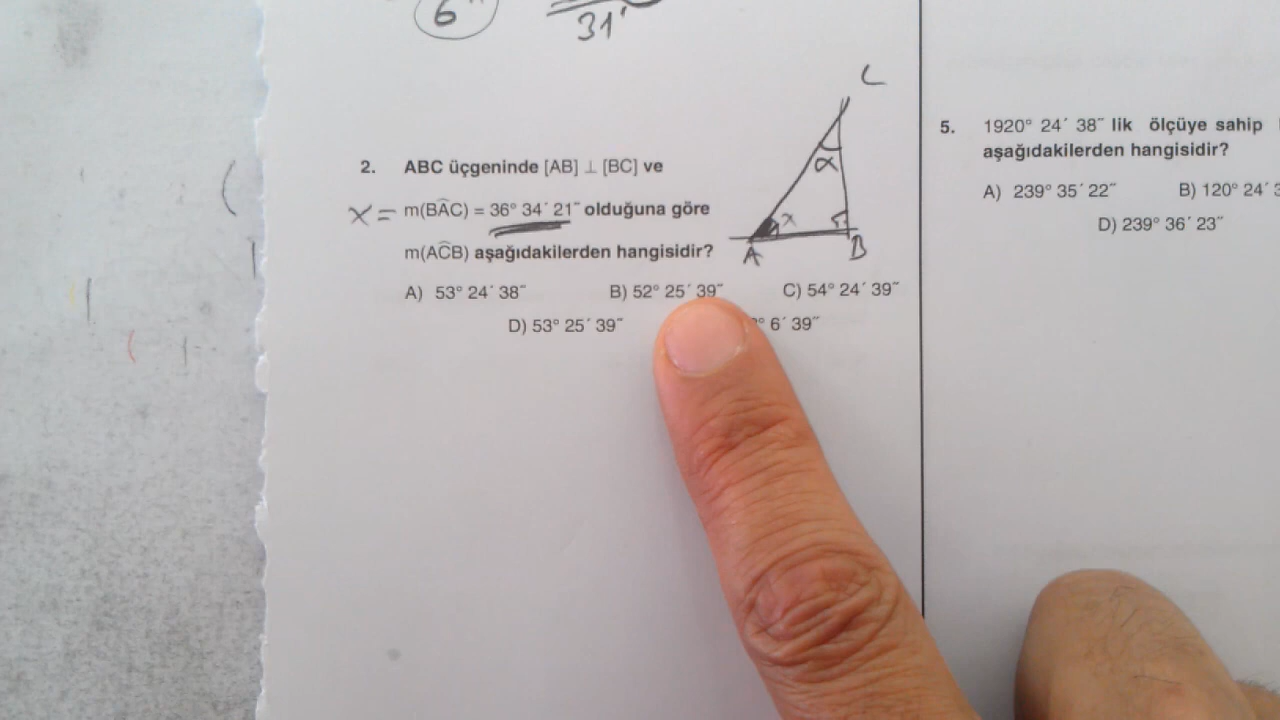 6"
31'
C
2. ABC üçgeninde [AB] ⊥ [BC] ve
x = m(BAC) = 36° 34´ 21˝ olduğuna göre
m(ACB) aşağıdakilerden hangisidir?
α
x
A
B
A) 53° 24´ 38˝ B) 52° 25´ 39˝ C) 54° 24´ 39˝
D) 53° 25´ 39˝ 6´ 39˝
5. 1920° 24´ 38˝ lik ölçüye sahip
aşağıdakilerden hangisidir?
A) 239° 35´ 22˝ B) 120° 24´
D) 239° 36´ 23˝